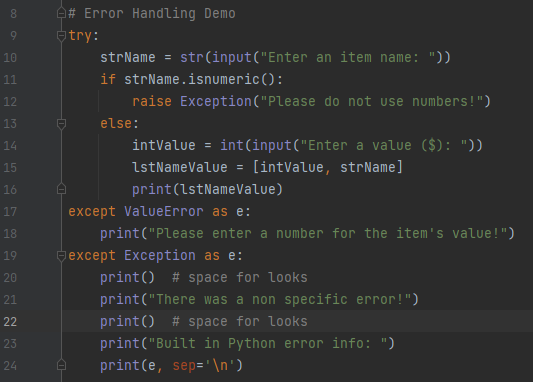 8 # Error Handling Demo
9 try:
10     strName = str(input("Enter an item name: "))
11     if strName.isnumeric():
12         raise Exception("Please do not use numbers!")
13     else:
14         intValue = int(input("Enter a value ($): "))
15         lstNameValue = [intValue, strName]
16         print(lstNameValue)
17 except ValueError as e:
18     print("Please enter a number for the item's value!")
19 except Exception as e:
20     print()  # space for looks
21     print("There was a non specific error!")
22     print()  # space for looks
23     print("Built in Python error info: ")
24     print(e, sep='\n')